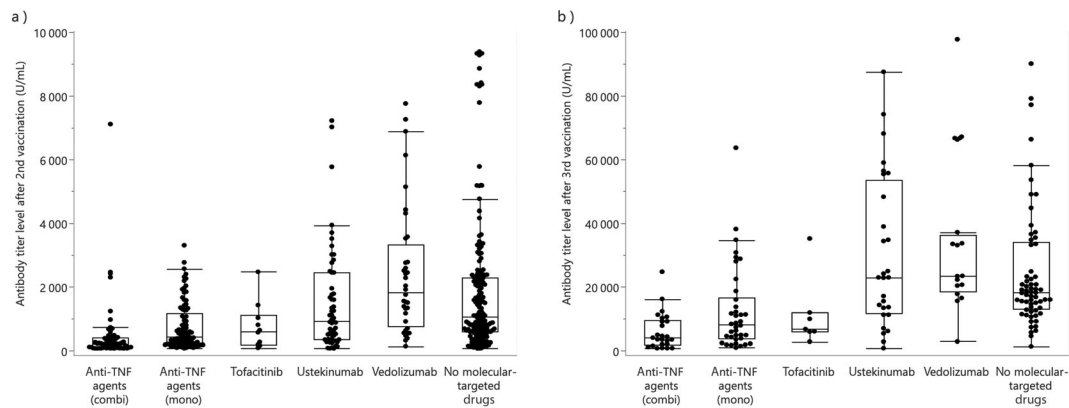 a )
Antibody titer level after 2nd vaccination (U/mL)
10 000
8 000
6 000
4 000
2 000
0
Anti-TNF
agents
(combi)
Anti-TNF
agents
(mono)
Tofacitinib
Ustekinumab
Vedolizumab
No molecular-
targeted
drugs
b )
Antibody titer level after 3rd vaccination (U/mL)
100 000
80 000
60 000
40 000
20 000
0
Anti-TNF
agents
(combi)
Anti-TNF
agents
(mono)
Tofacitinib
Ustekinumab
Vedolizumab
No molecular-
targeted
drugs